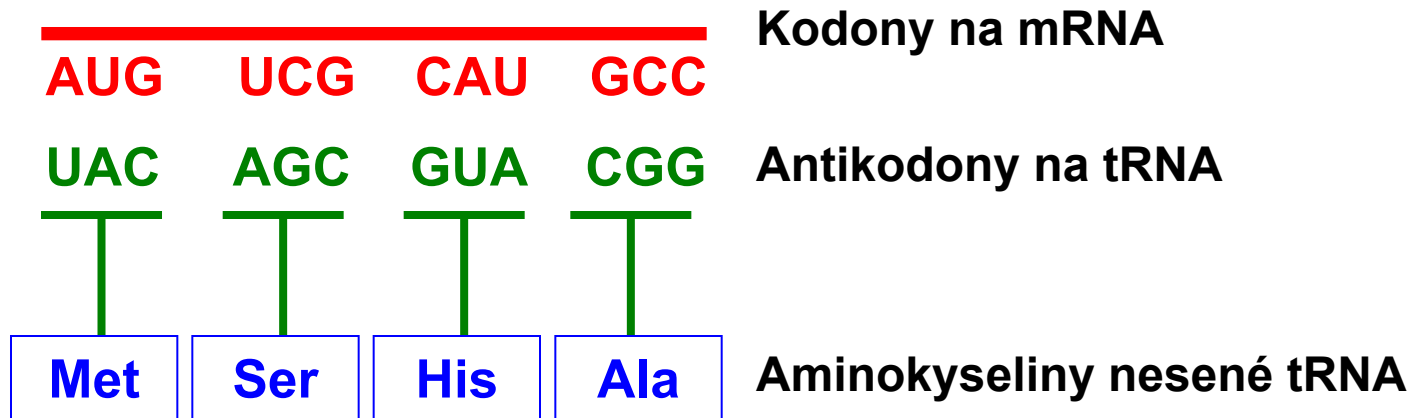 Kodony na mRNA
AUG UCG CAU GCC
UAC AGC GUA CGG Antikodony na tRNA
Met Ser His Ala Aminokyseliny nesené tRNA